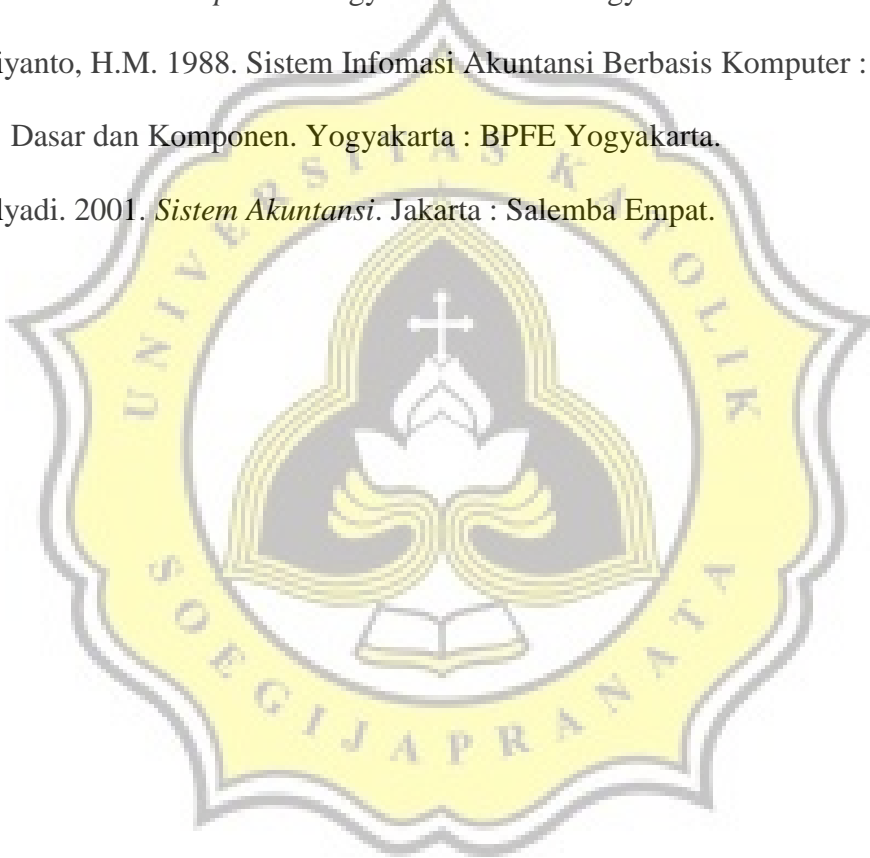 iyanto, H.M. 1988. Sistem Infomasi Akuntansi Berbasis Komputer :
Dasar dan Komponen. Yogyakarta : BPFE Yogyakarta.
lyadi. 2001. Sistem Akuntansi. Jakarta : Salemba Empat.
UNIVERSITAS KATOLIK
SOEGIJAPRANATA